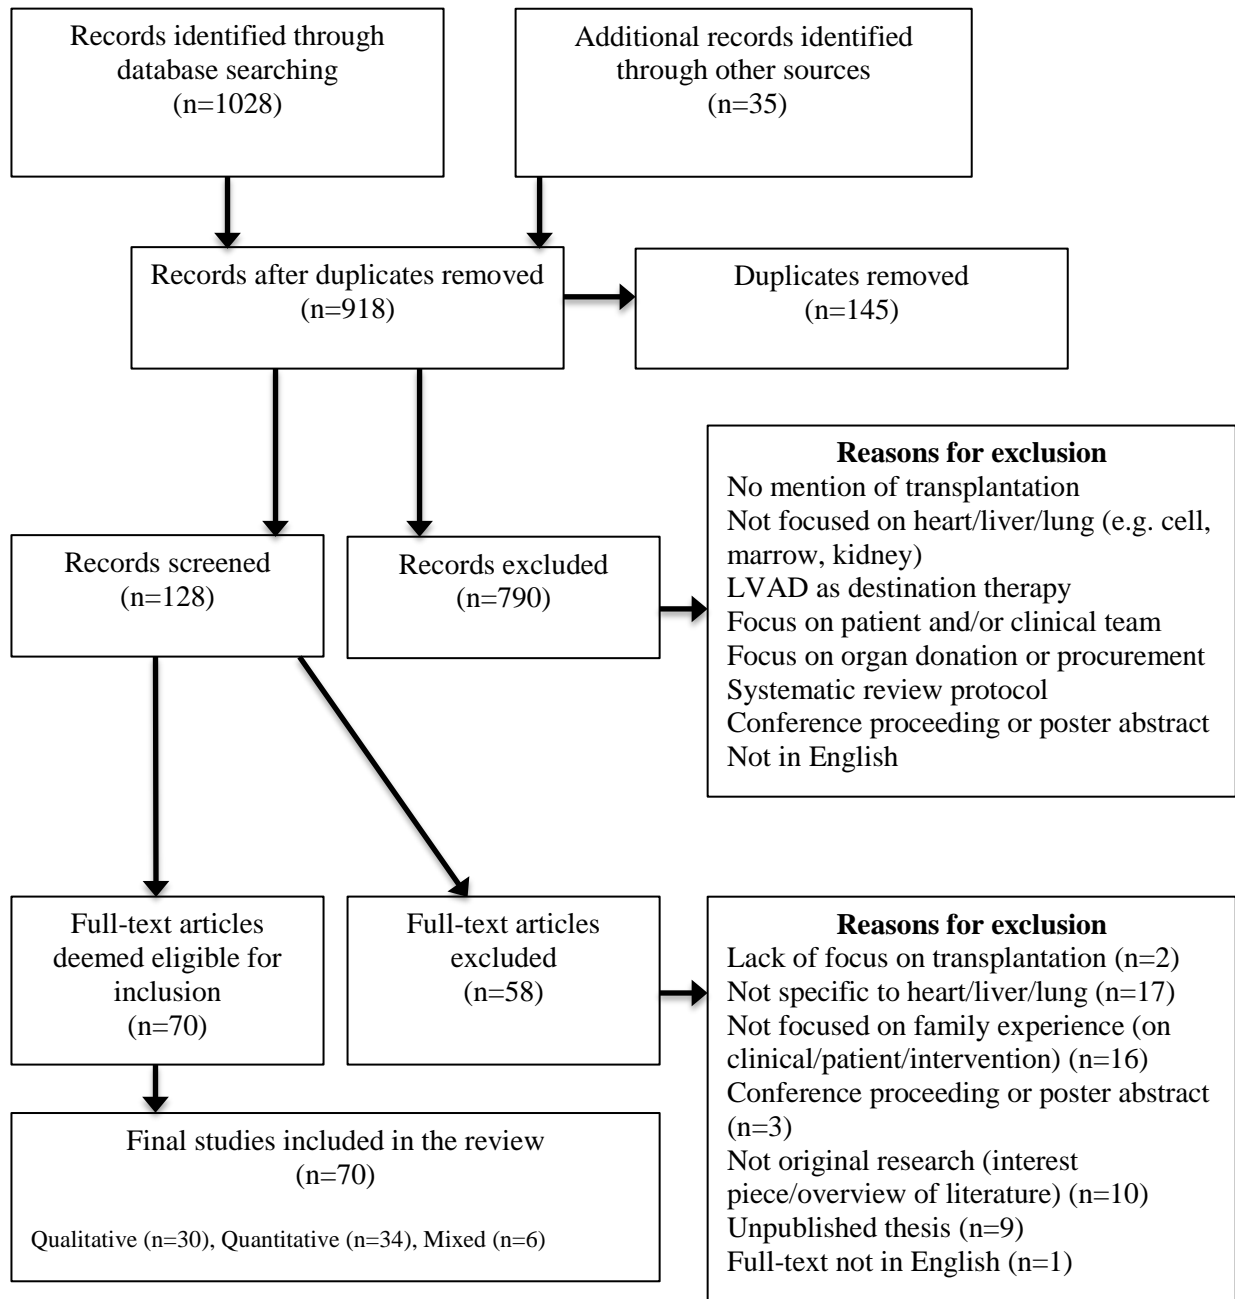 Records identified through
database searching
(n=1028)
Additional records identified
through other sources
(n=35)
Records after duplicates removed
(n=918)
Duplicates removed
(n=145)
Records screened
(n=128)
Records excluded
(n=790)
Reasons for exclusion
No mention of transplantation
Not focused on heart/liver/lung (e.g. cell,
marrow, kidney)
LVAD as destination therapy
Focus on patient and/or clinical team
Focus on organ donation or procurement
Systematic review protocol
Conference proceeding or poster abstract
Not in English
Full-text articles
deemed eligible for
inclusion
(n=70)
Full-text articles
excluded
(n=58)
Reasons for exclusion
Lack of focus on transplantation (n=2)
Not specific to heart/liver/lung (n=17)
Not focused on family experience (on
clinical/patient/intervention) (n=16)
Conference proceeding or poster abstract
(n=3)
Not original research (interest
piece/overview of literature) (n=10)
Unpublished thesis (n=9)
Full-text not in English (n=1)
Final studies included in the review
(n=70)
Qualitative (n=30), Quantitative (n=34), Mixed (n=6)